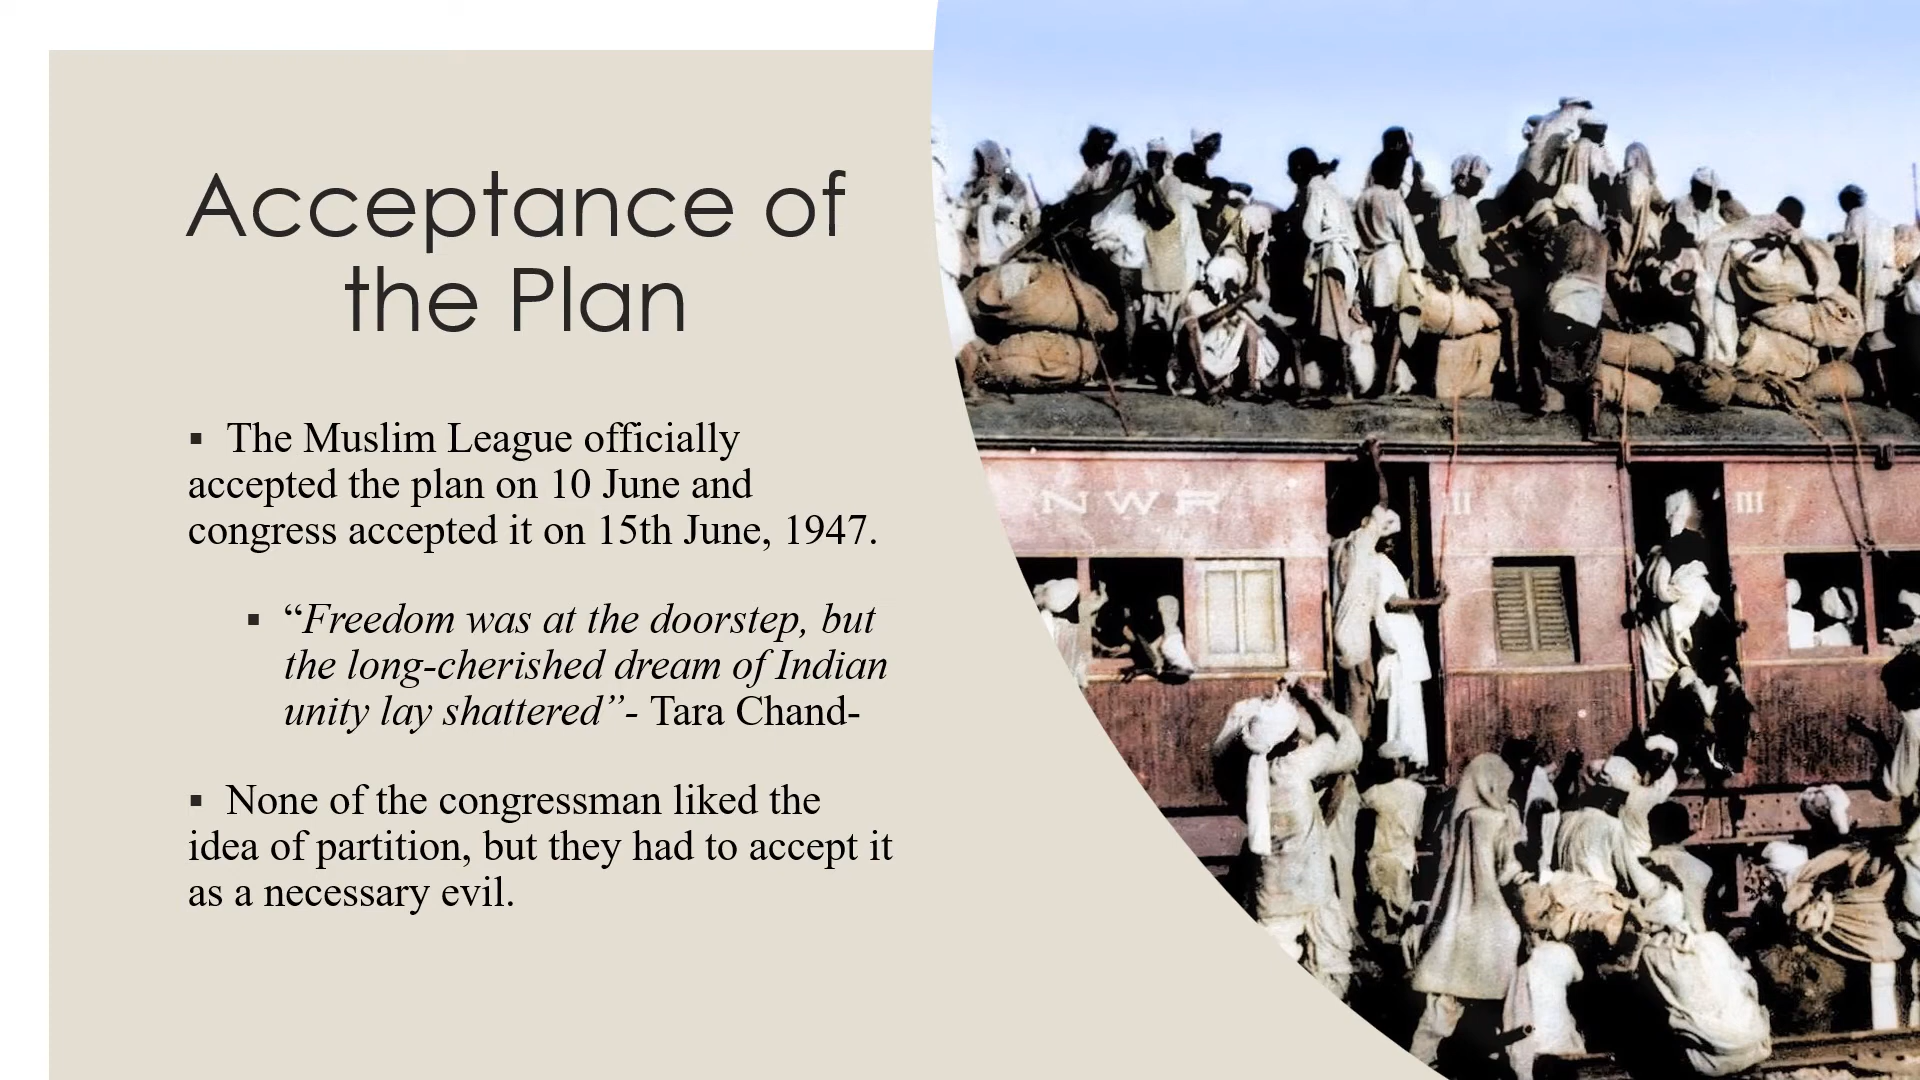 Acceptance of
the Plan
▪ The Muslim League officially
accepted the plan on 10 June and
congress accepted it on 15th June, 1947.
▪ “Freedom was at the doorstep, but
the long-cherished dream of Indian
unity lay shattered”- Tara Chand-
▪ None of the congressman liked the
idea of partition, but they had to accept it
as a necessary evil.
N W R
II
III